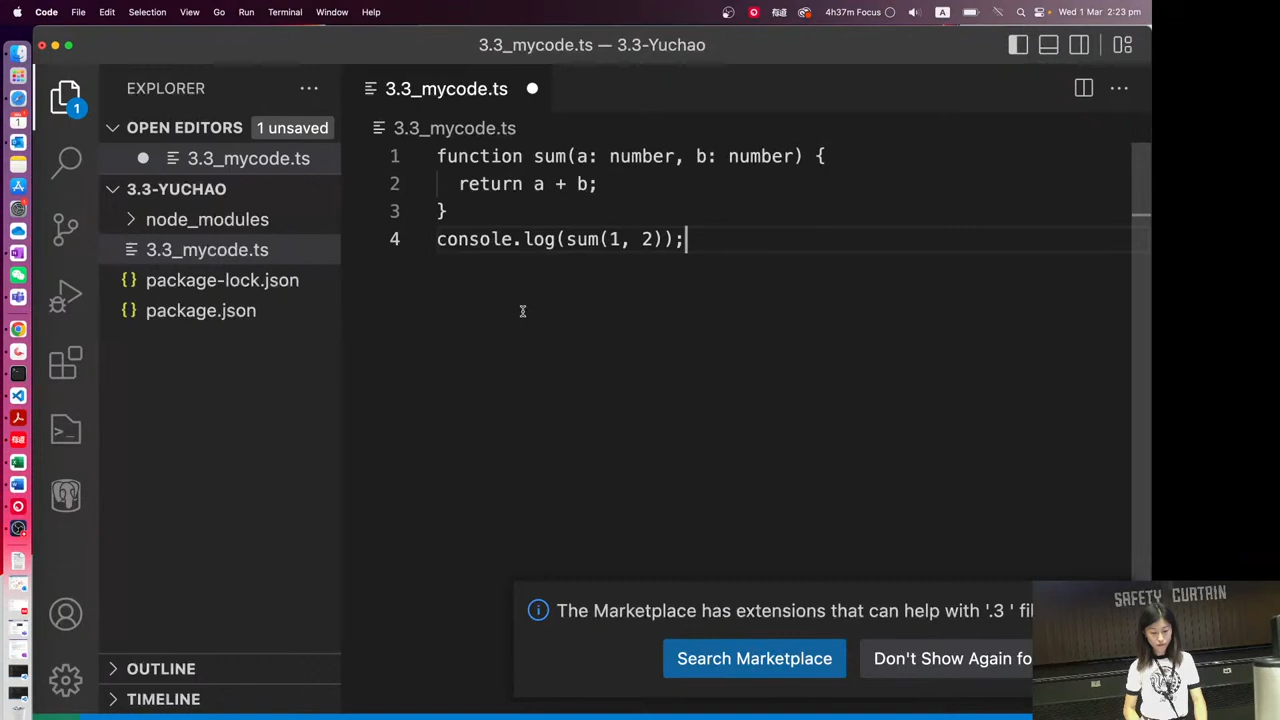 Code File Edit Selection View Go Run Terminal Window Help 4h37m Focus A Wed 1 Mar 2:23 pm
3.3_mycode.ts — 3.3-Yuchao
EXPLORER
3.3_mycode.ts
1
OPEN EDITORS 1 unsaved
3.3_mycode.ts
3.3_mycode.ts
3.3-YUCHAO
node_modules
3.3_mycode.ts
package-lock.json
package.json
1 function sum(a: number, b: number) {
2 return a + b;
3 }
4 console.log(sum(1, 2));
The Marketplace has extensions that can help with '.3 ' fil
Search Marketplace
Don't Show Again fo
SAFETY CURTAIN
OUTLINE
TIMELINE